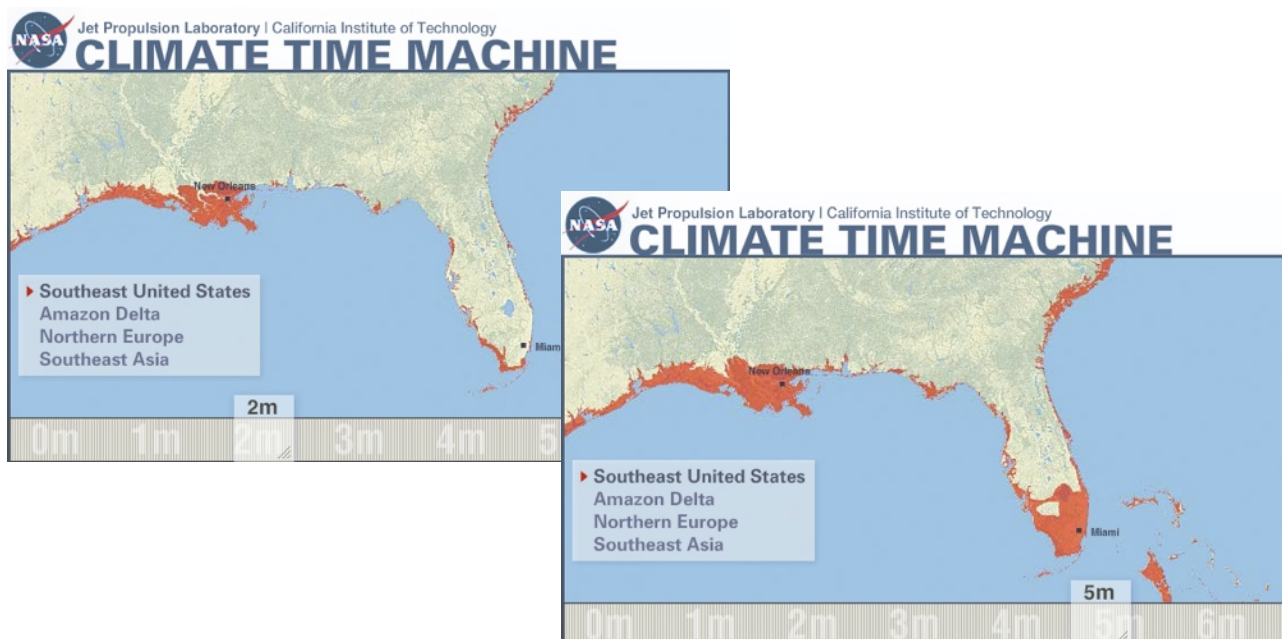 NASA
Jet Propulsion Laboratory | California Institute of Technology
CLIMATE TIME MACHINE
New Orleans
Miam
Southeast United States
Amazon Delta
Northern Europe
Southeast Asia
2m
0m 1m 2m 3m 4m 5
NASA
Jet Propulsion Laboratory | California Institute of Technology
CLIMATE TIME MACHINE
New Orleans
Miami
Southeast United States
Amazon Delta
Northern Europe
Southeast Asia
5m
0m 1m 2m 3m 4m 5m 6m